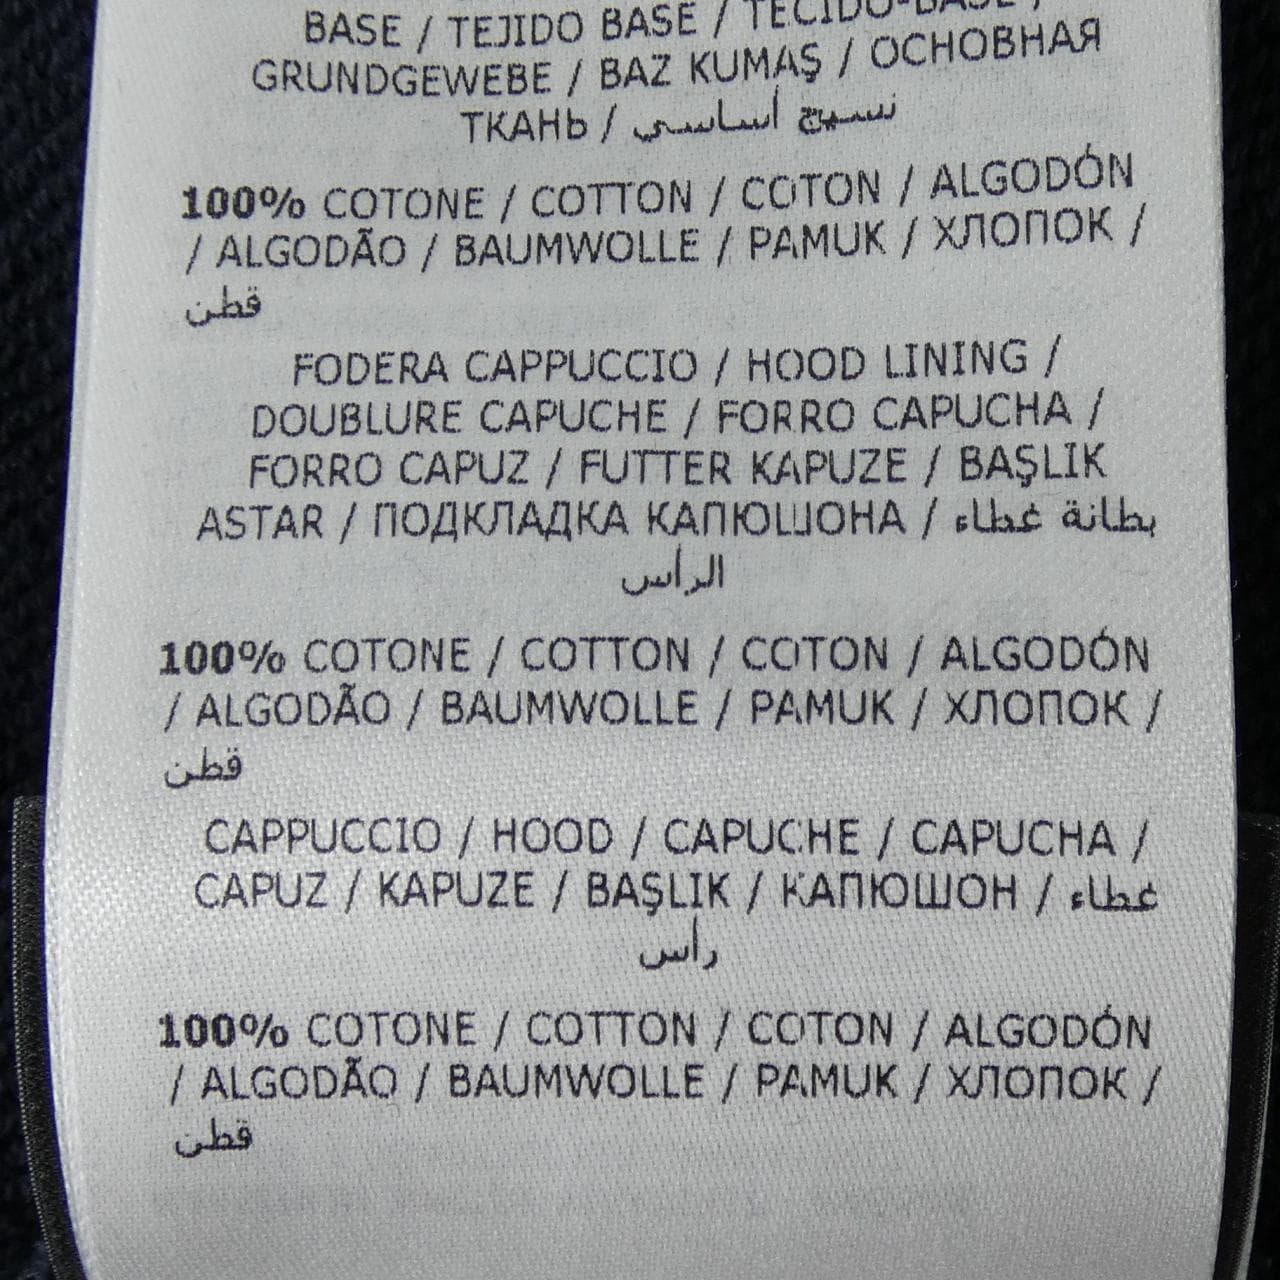 BASE / TEJIDO BASE / TECIDO-BASE /
GRUNDGEWEBE / BAZ KUMAŞ / ОСНОВНАЯ
ТКАНЬ / نسيج أساسي
100% COTONE / COTTON / COTON / ALGODÓN
/ ALGODÃO / BAUMWOLLE / PAMUK / ХЛОПОК /
قطن
FODERA CAPPUCCIO / HOOD LINING /
DOUBLURE CAPUCHE / FORRO CAPUCHA /
FORRO CAPUZ / FUTTER KAPUZE / BAŞLIK
ASTAR / ПОДКЛАДКА КАПЮШОНА / بطانة غطاء
الرأس
100% COTONE / COTTON / COTON / ALGODÓN
/ ALGODÃO / BAUMWOLLE / PAMUK / ХЛОПОК /
قطن
CAPPUCCIO / HOOD / CAPUCHE / CAPUCHA /
CAPUZ / KAPUZE / BAŞLIK / КАПЮШОН / غطاء
رأس
100% COTONE / COTTON / COTON / ALGODÓN
/ ALGODÃO / BAUMWOLLE / PAMUK / ХЛОПОК /
قطن